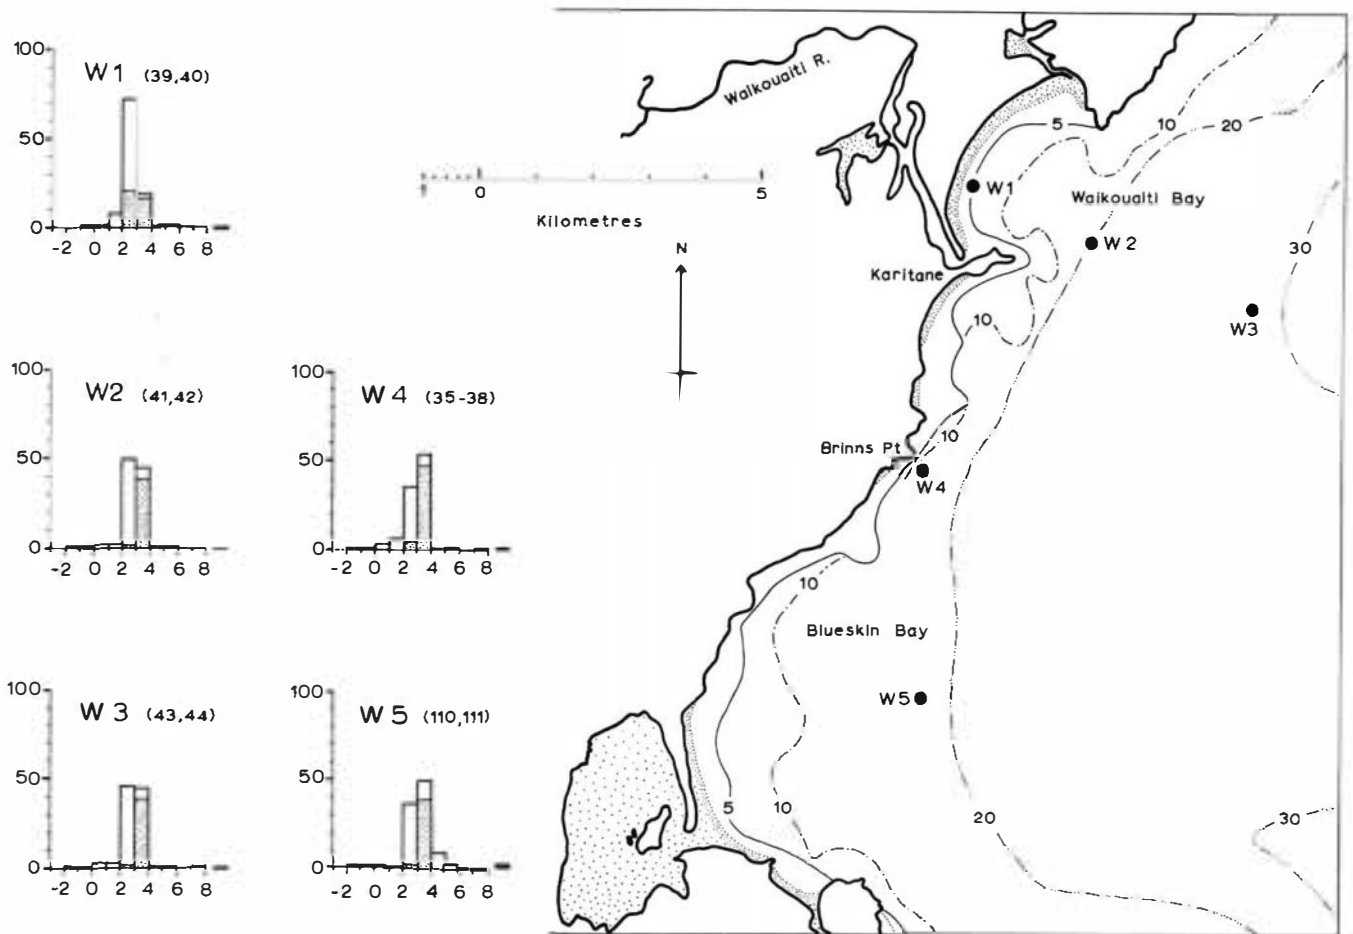 W1 (39,40)
100
50
0
-2 0 2 4 6 8
W2 (41,42)
100
50
0
-2 0 2 4 6 8
W4 (35-38)
100
50
0
-2 0 2 4 6 8
W3 (43,44)
100
50
0
-2 0 2 4 6 8
W5 (110,111)
100
50
0
-2 0 2 4 6 8
Waikouaiti R.
0 5
Kilometres
N
5
10
20
W1
Waikouaiti Bay
W2
30
Karitane
W3
10
Brinns Pt
10
W4
10
Blueskin Bay
W5
5
10
20
30